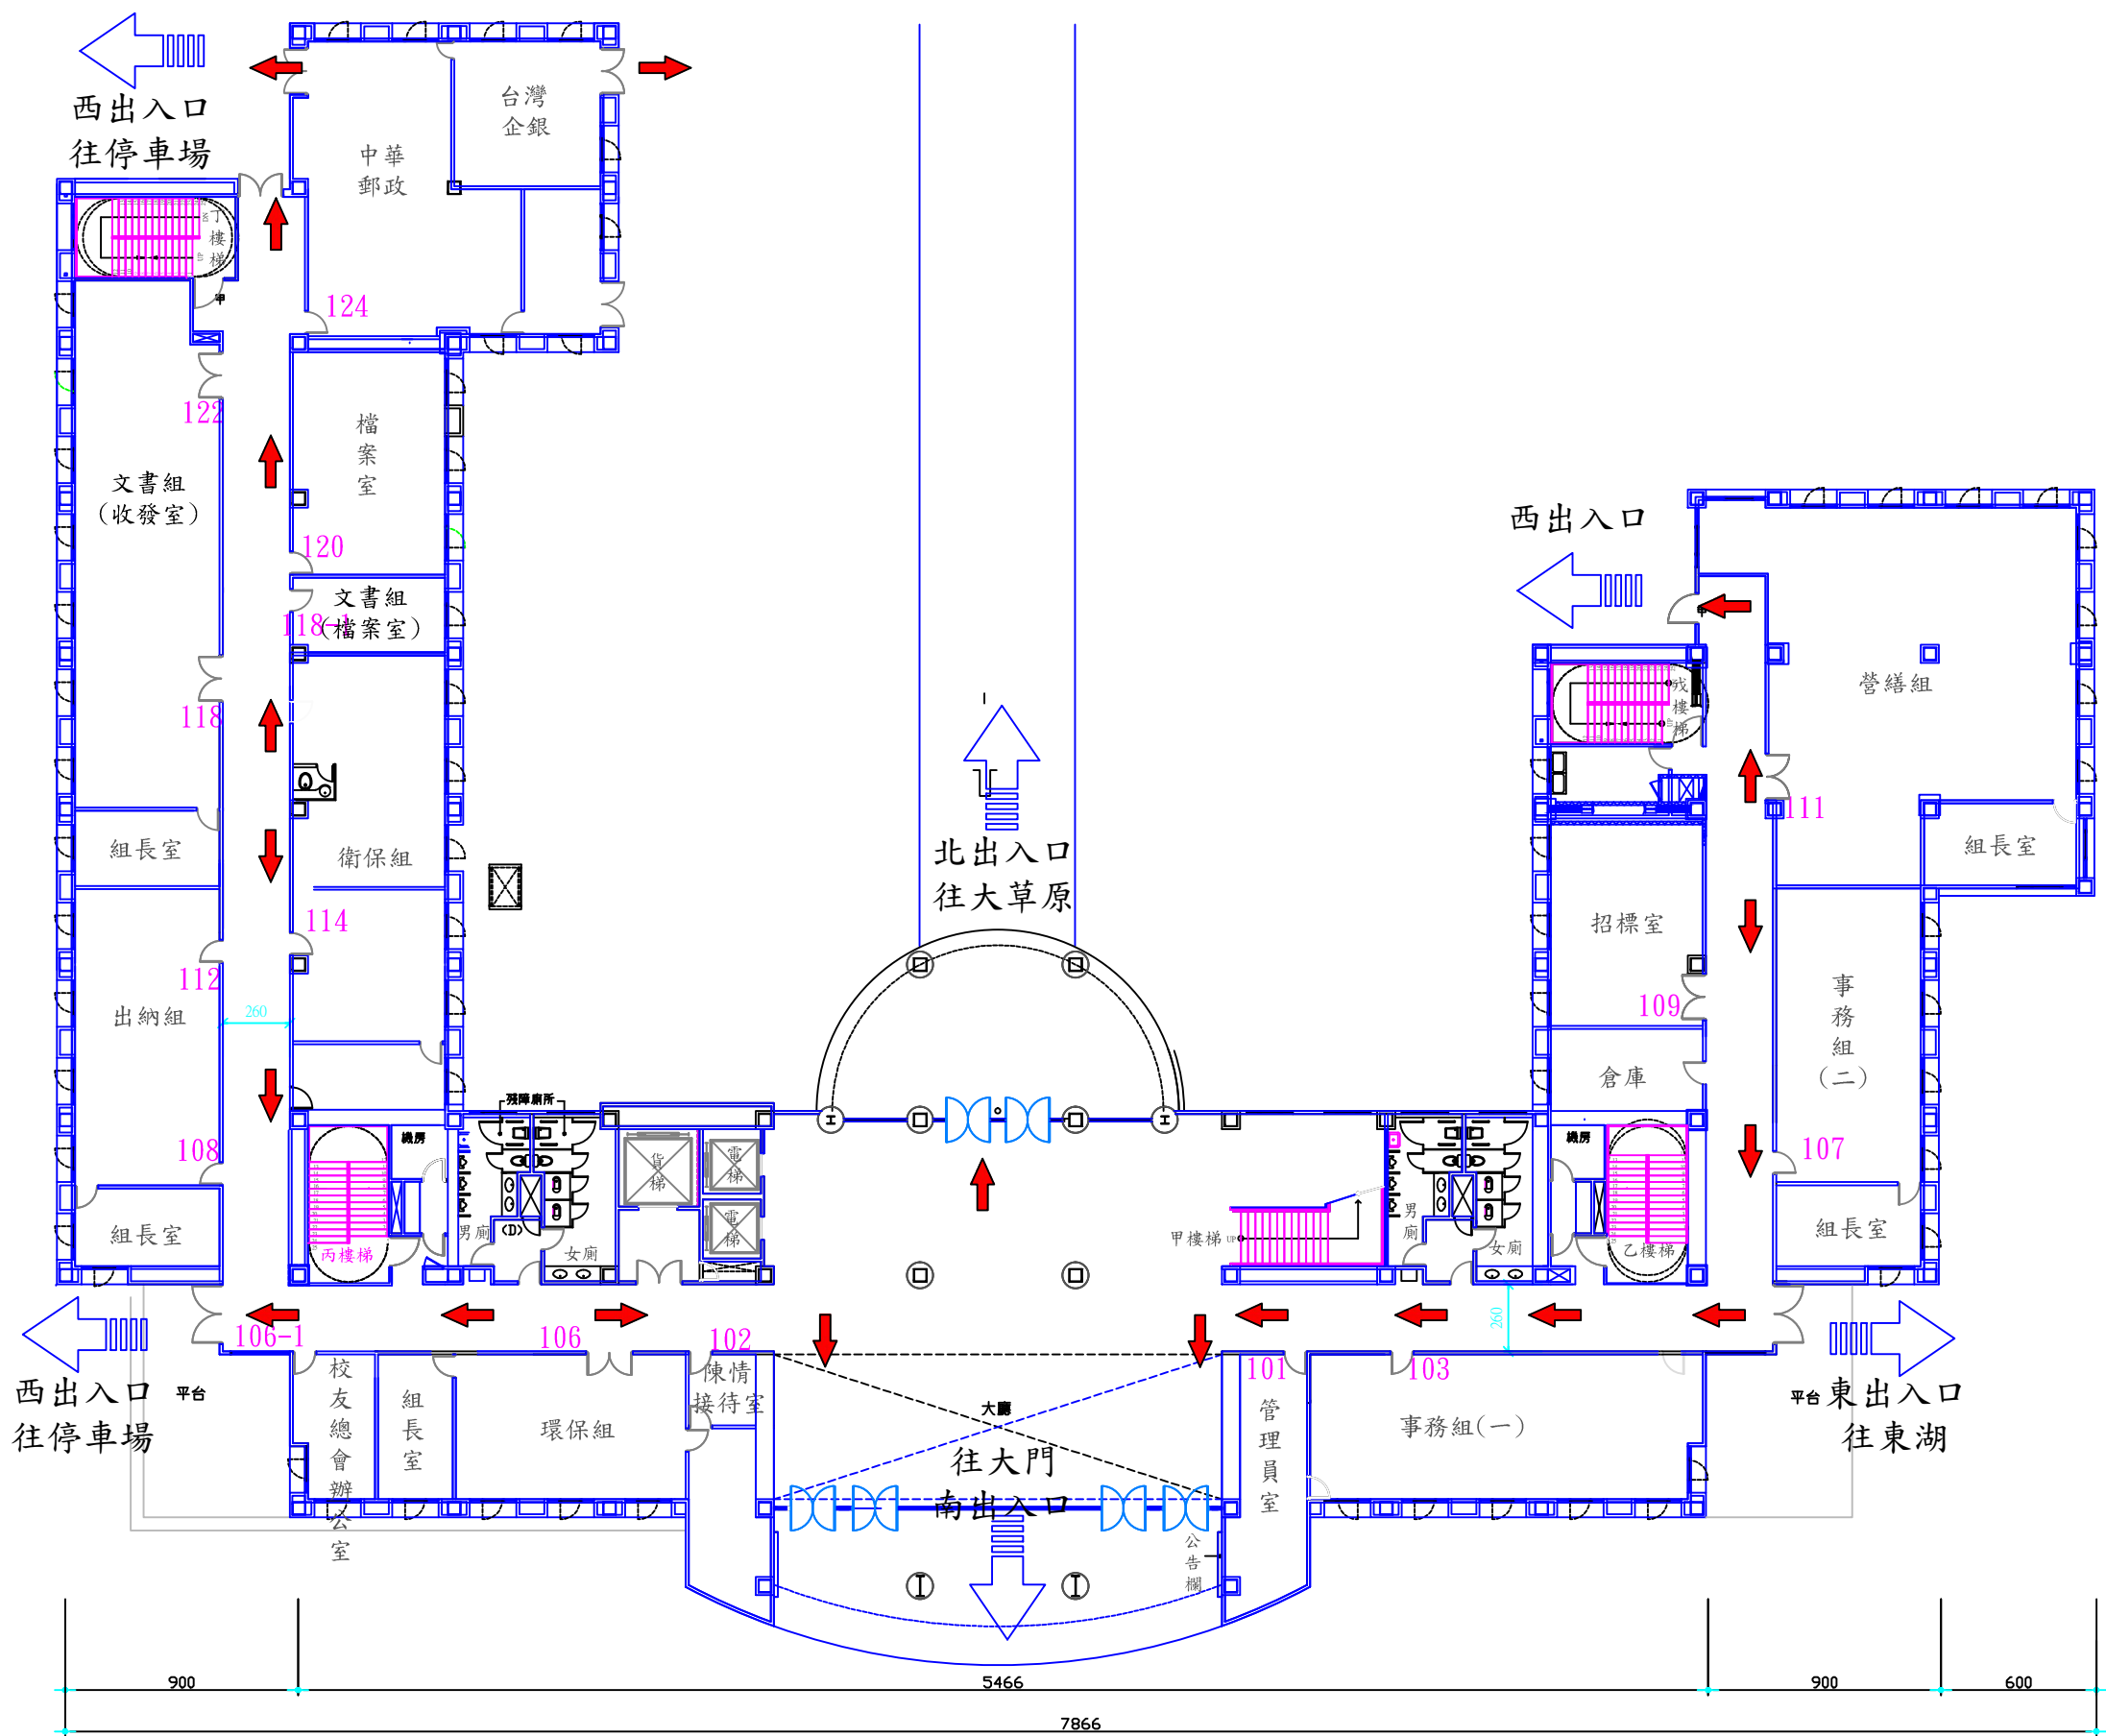 西出入口
往停車場
台灣
企銀
中華
郵政
丁樓梯
甲
124
122
檔案室
文書組
(收發室)
120
文書組
(檔案室)
118-1
118
西出入口
甲
戊樓梯
營繕組
111
組長室
組長室
衛保組
北出入口
往大草原
招標室
114
112
出納組
260
109
事務組(二)
倉庫
殘障廁所
機房
機房
108
107
貨梯
電梯
電梯
組長室
丙樓梯
男廁
(D)
女廁
甲樓梯 UP
男廁
女廁
乙樓梯
組長室
106-1
106
102
260
101
103
西出入口
往停車場
平台
校友總會辦公室
組長室
環保組
陳情
接待室
大廳
往大門
南出入口
管理員室
事務組(一)
平台
東出入口
往東湖
公告欄
900
5466
900
600
7866